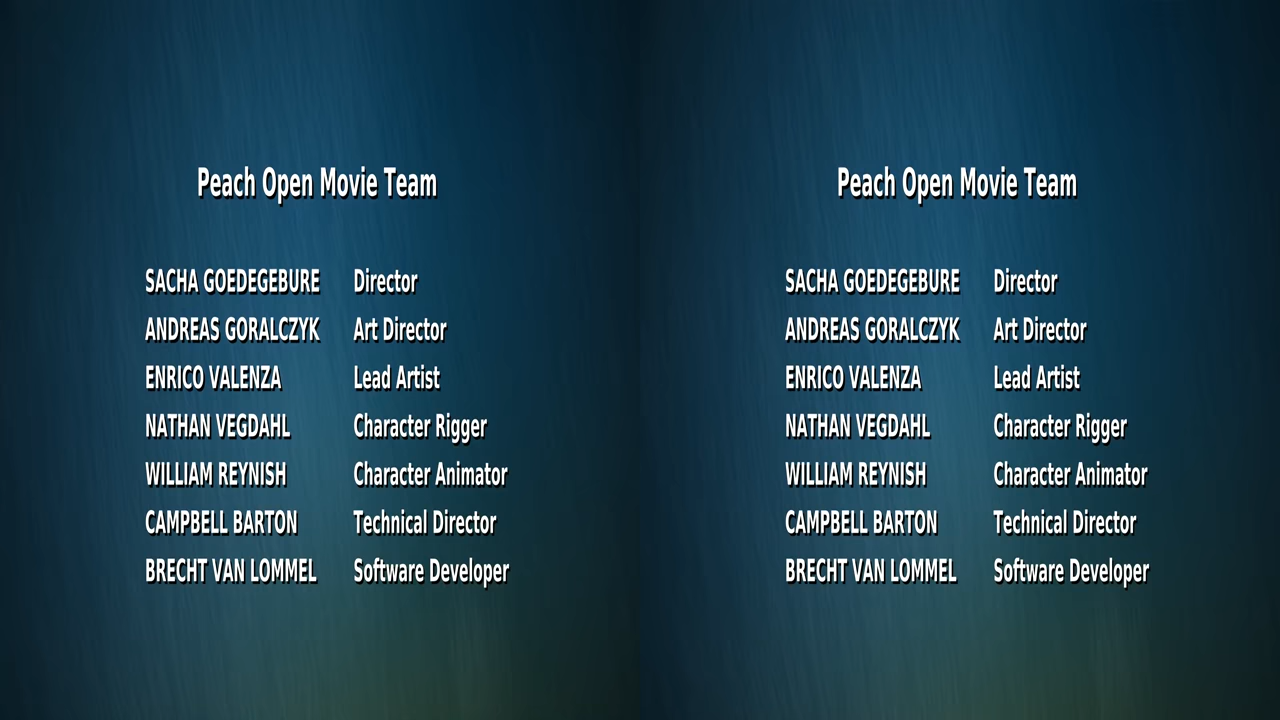 Peach Open Movie Team
SACHA GOEDEGEBURE Director
ANDREAS GORALCZYK Art Director
ENRICO VALENZA Lead Artist
NATHAN VEGDAHL Character Rigger
WILLIAM REYNISH Character Animator
CAMPBELL BARTON Technical Director
BRECHT VAN LOMMEL Software Developer
Peach Open Movie Team
SACHA GOEDEGEBURE Director
ANDREAS GORALCZYK Art Director
ENRICO VALENZA Lead Artist
NATHAN VEGDAHL Character Rigger
WILLIAM REYNISH Character Animator
CAMPBELL BARTON Technical Director
BRECHT VAN LOMMEL Software Developer